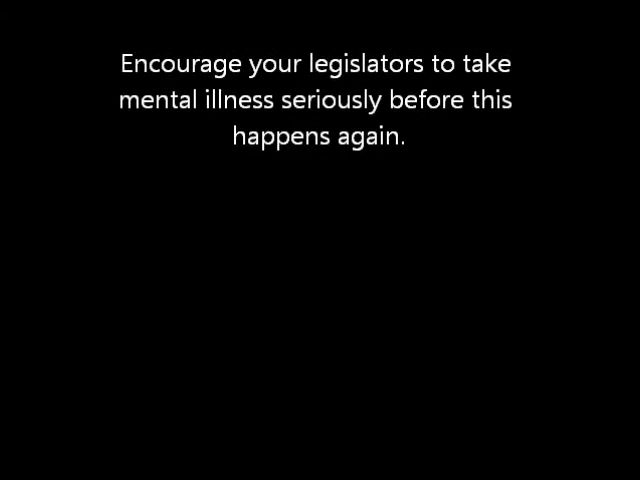 Encourage your legislators to take
mental illness seriously before this
happens again.